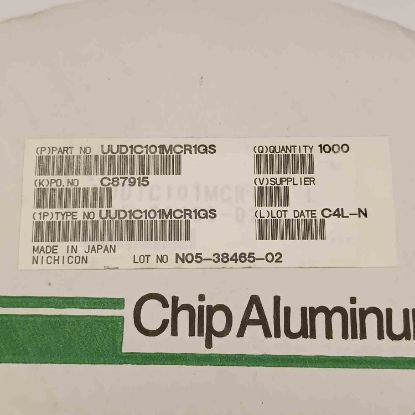 (P)PART NO UUD1C101MCR1GS (Q)QUANTITY 1000
(K)PO.NO C87915 (V)SUPPLIER
(1P)TYPE NO UUD1C101MCR1GS (L)LOT DATE C4L-N
MADE IN JAPAN
NICHICON LOT NO N05-38465-02
Chip Aluminu